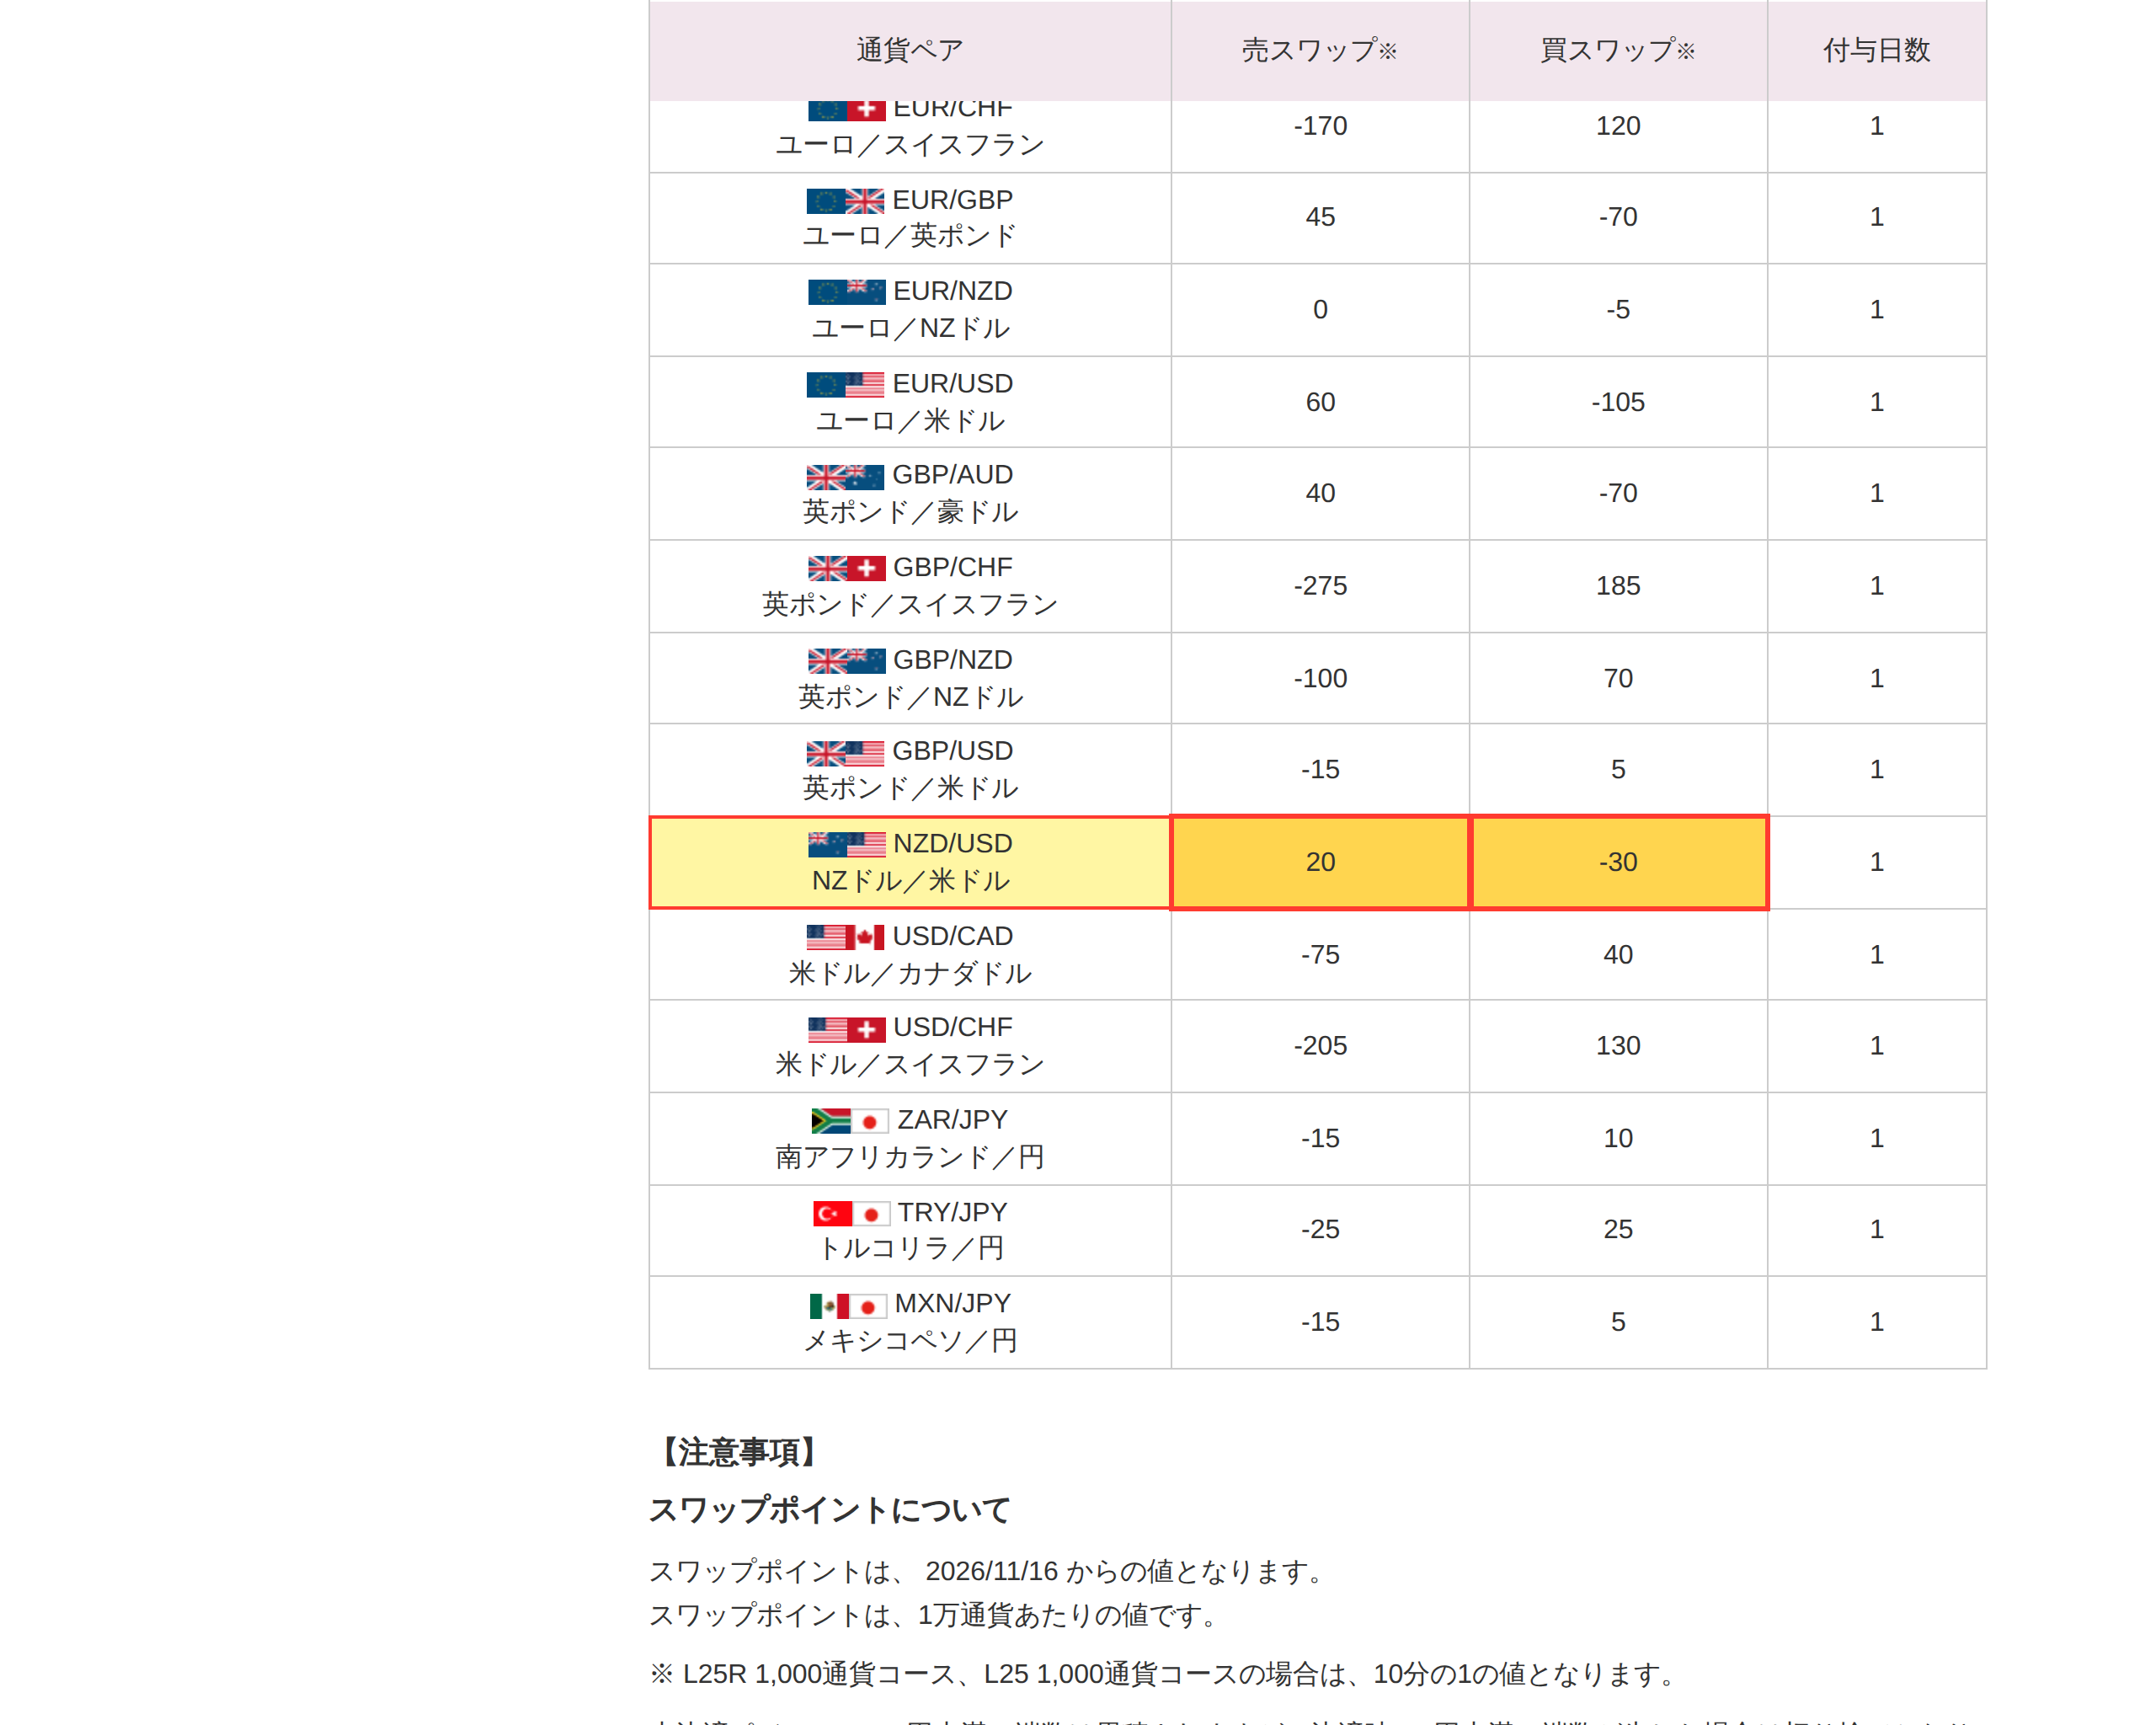 通貨ペア 売スワップ※ 買スワップ※ 付与日数
EUR/CHF
ユーロ／スイスフラン -170 120 1
EUR/GBP
ユーロ／英ポンド 45 -70 1
EUR/NZD
ユーロ／NZドル 0 -5 1
EUR/USD
ユーロ／米ドル 60 -105 1
GBP/AUD
英ポンド／豪ドル 40 -70 1
GBP/CHF
英ポンド／スイスフラン -275 185 1
GBP/NZD
英ポンド／NZドル -100 70 1
GBP/USD
英ポンド／米ドル -15 5 1
NZD/USD
NZドル／米ドル 20 -30 1
USD/CAD
米ドル／カナダドル -75 40 1
USD/CHF
米ドル／スイスフラン -205 130 1
ZAR/JPY
南アフリカランド／円 -15 10 1
TRY/JPY
トルコリラ／円 -25 25 1
MXN/JPY
メキシコペソ／円 -15 5 1
【注意事項】
スワップポイントについて
スワップポイントは、 2026/11/16 からの値となります。
スワップポイントは、1万通貨あたりの値です。
※ L25R 1,000通貨コース、L25 1,000通貨コースの場合は、10分の1の値となります。